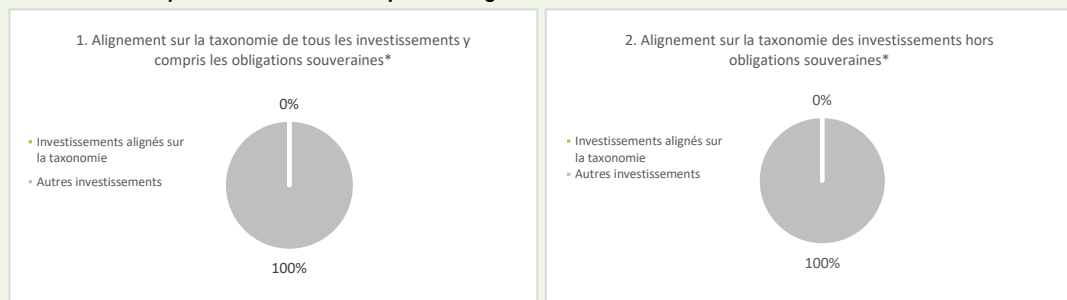 1. Alignement sur la taxonomie de tous les investissements y
compris les obligations souveraines*
0%
Investissements alignés sur
la taxonomie
Autres investissements
100%
2. Alignement sur la taxonomie des investissements hors
obligations souveraines*
0%
Investissements alignés sur
la taxonomie
Autres investissements
100%